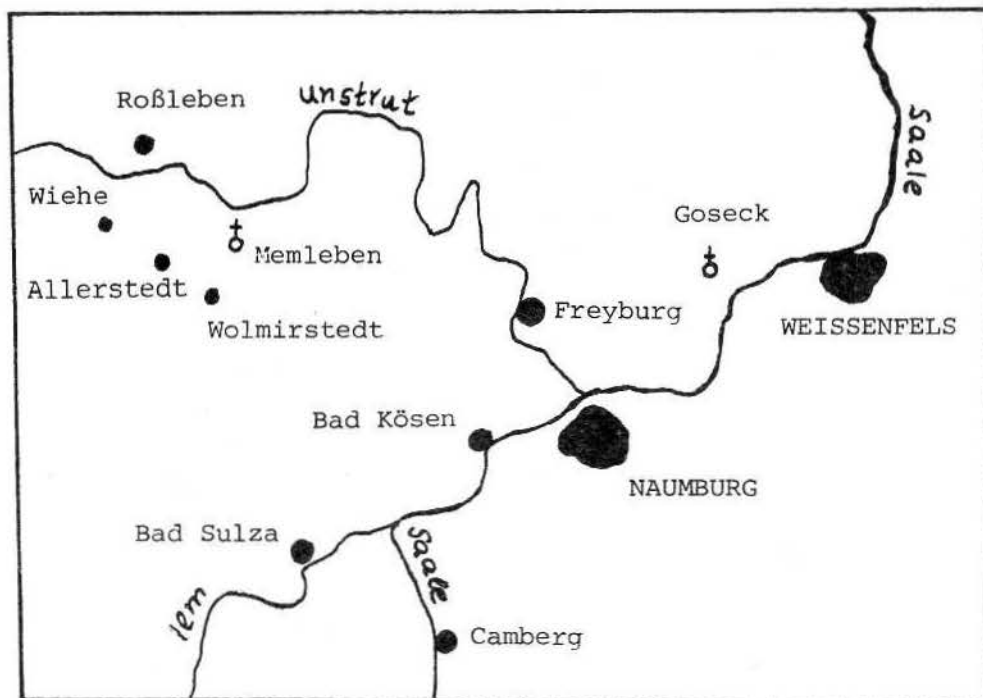 Roßleben
unstrut
Saale
Wiehe
Goseck
Memleben
Allerstedt
Freyburg
Wolmirstedt
WEISSENFELS
Bad Kösen
NAUMBURG
Bad Sulza
Saale
Ilm
Camberg